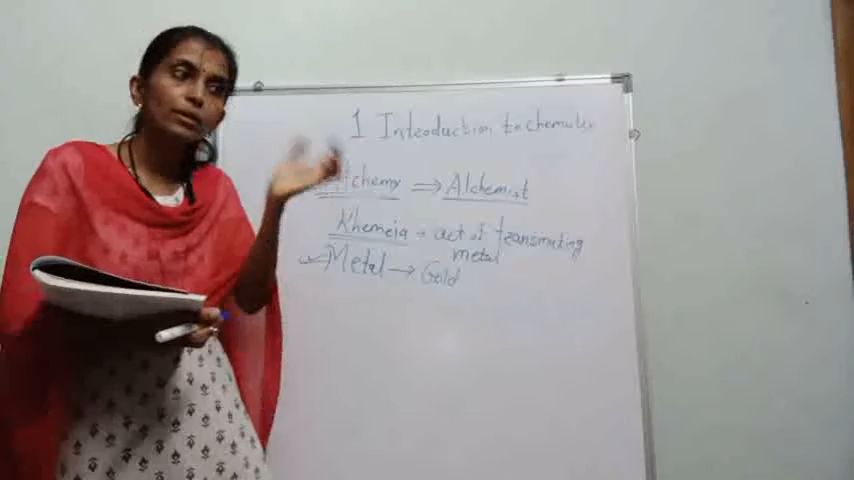 1 Introduction to chemistry
Alchemy ⇒ Alchemist
Khemeia = act of transmuting
metal
Metal → Gold